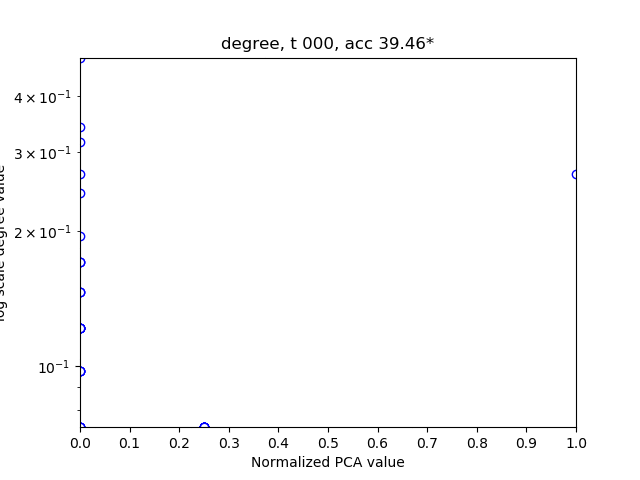 degree, t 000, acc 39.46*
4 × 10⁻¹
3 × 10⁻¹
2 × 10⁻¹
10⁻¹
log scale degree value
0.0 0.1 0.2 0.3 0.4 0.5 0.6 0.7 0.8 0.9 1.0
Normalized PCA value